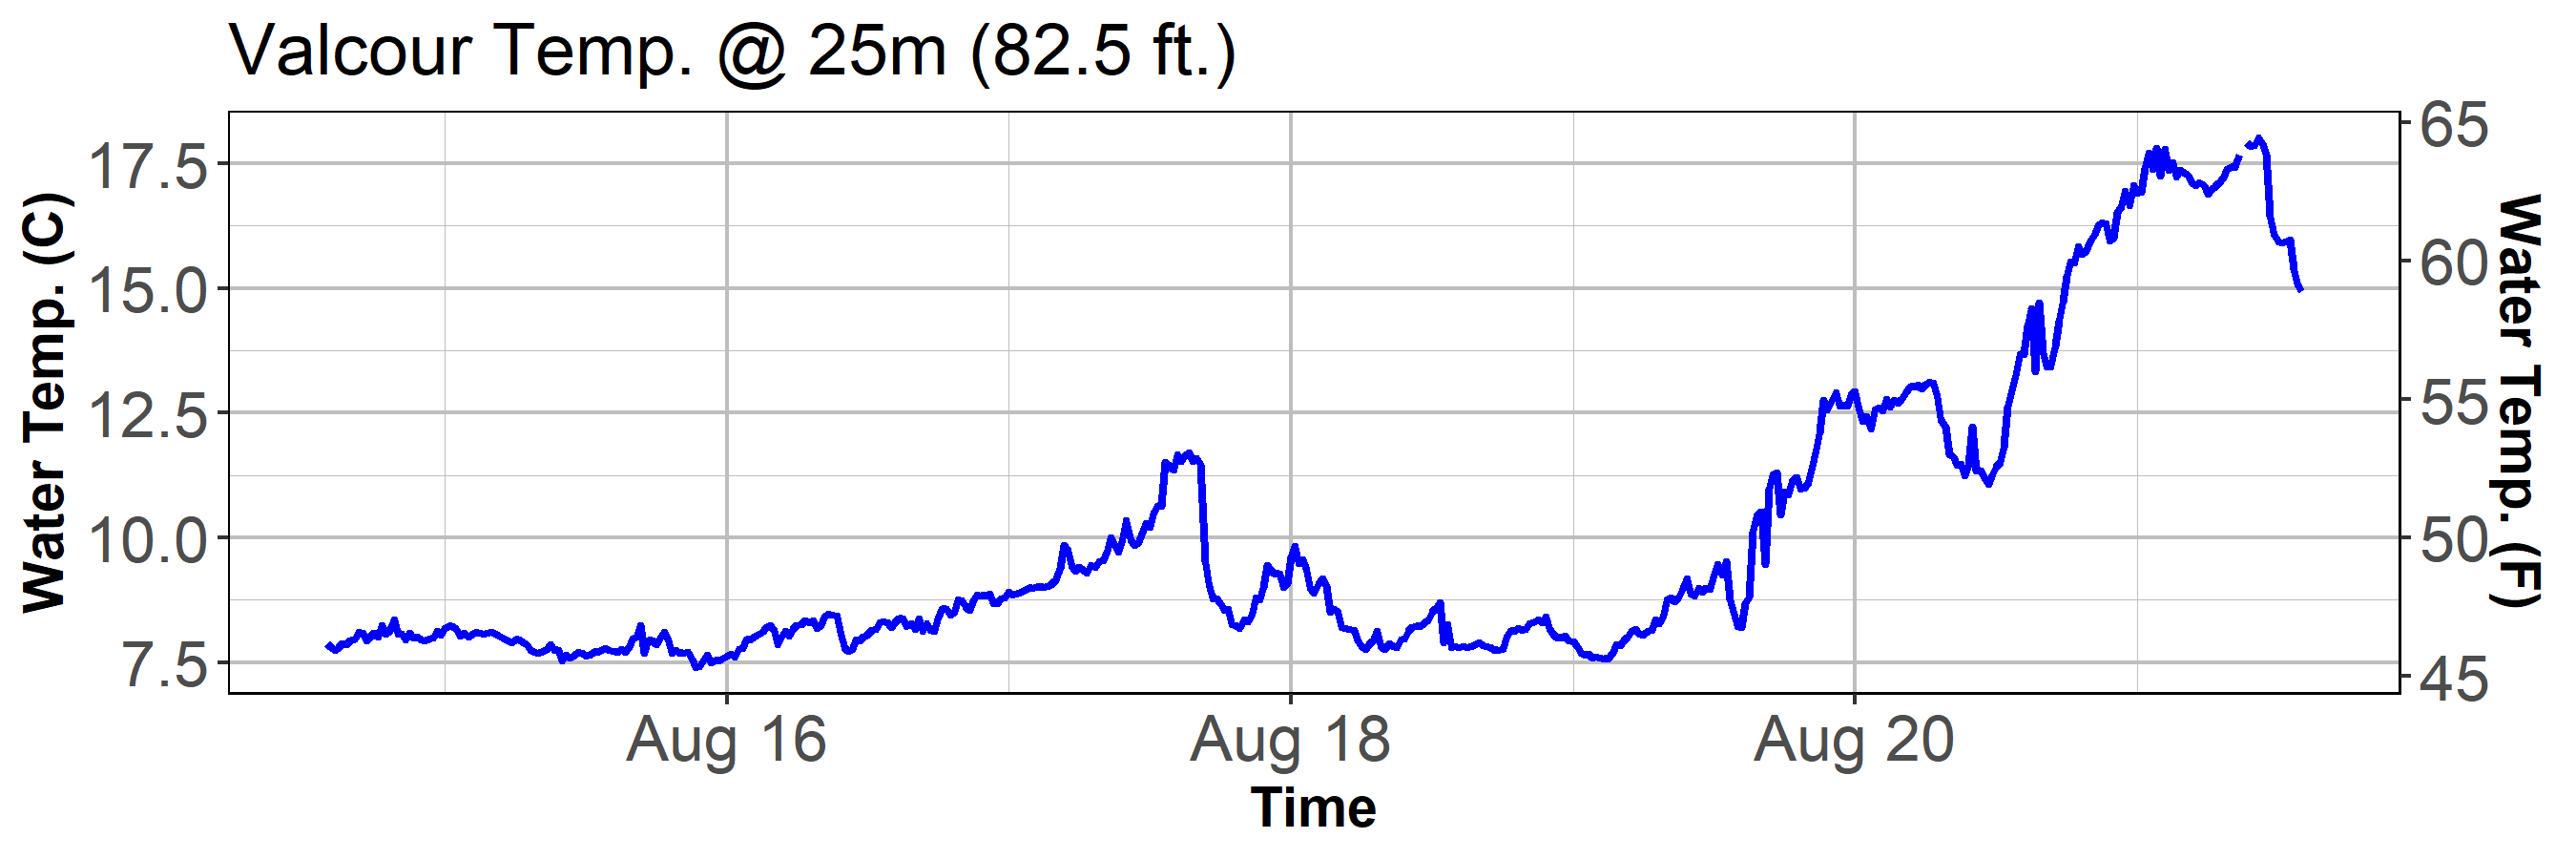 Valcour Temp. @ 25m (82.5 ft.)
Water Temp. (C)
17.5
15.0
12.5
10.0
7.5
65
60
55
50
45
Water Temp. (F)
Aug 16 Aug 18 Aug 20
Time